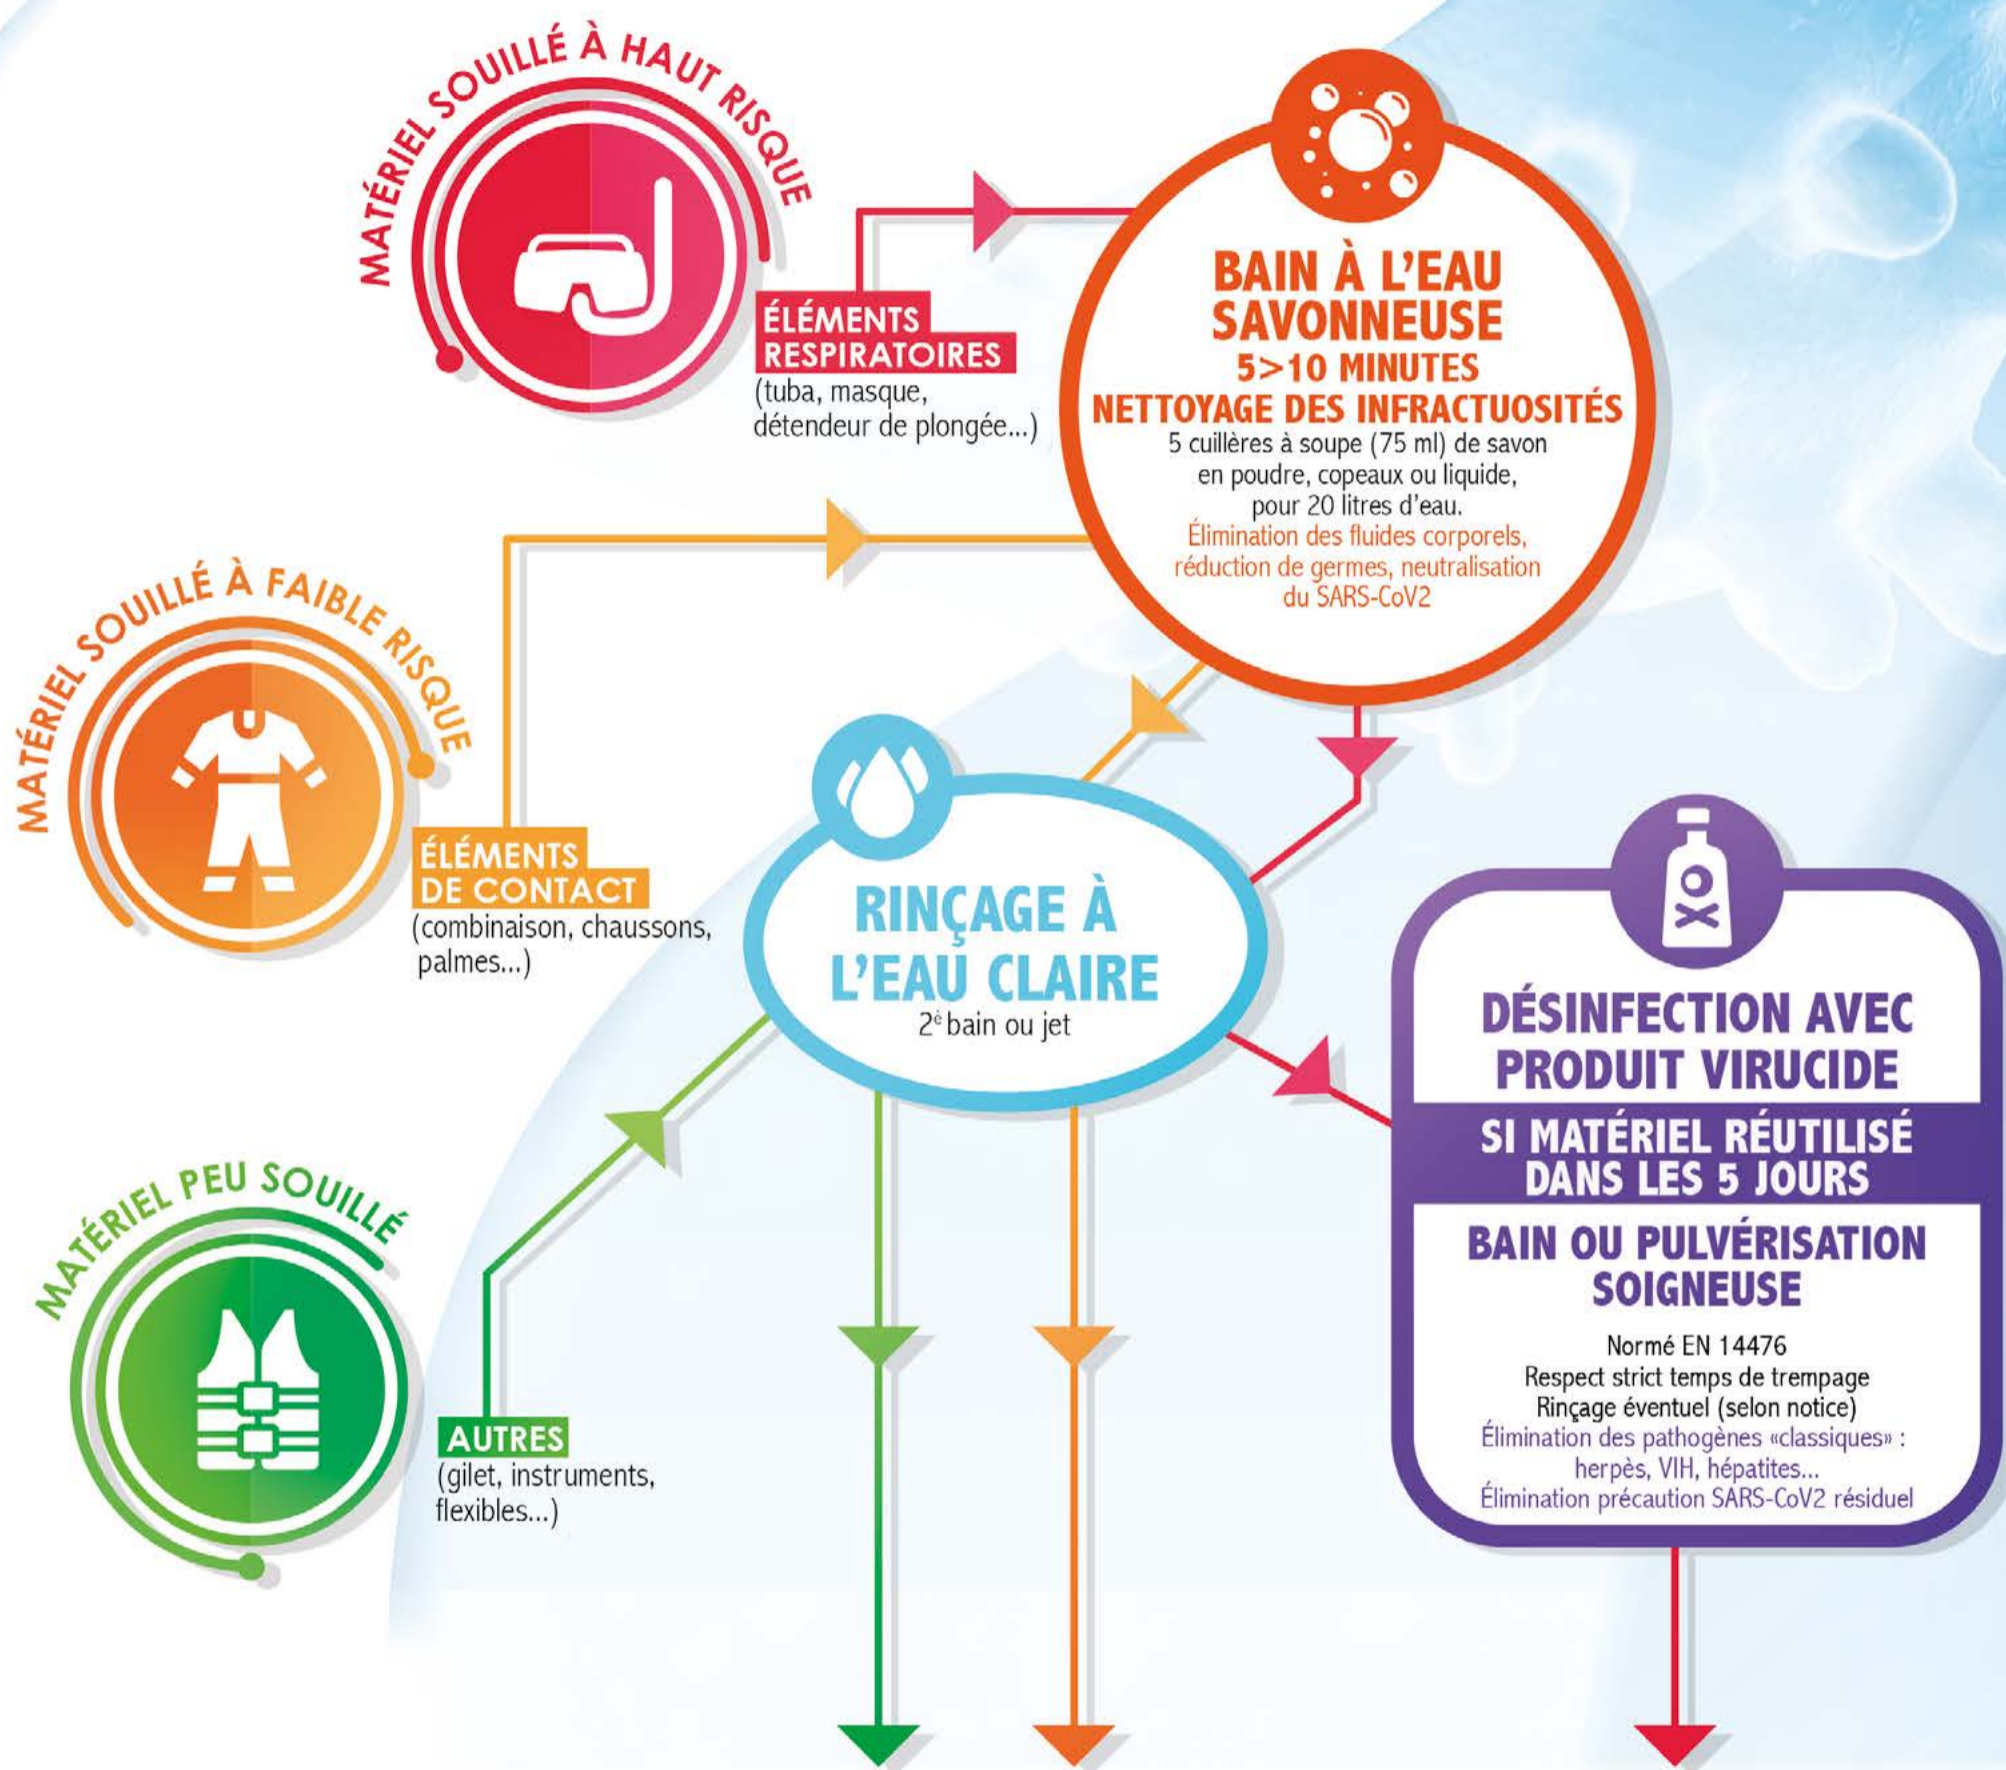 MATÉRIEL SOUILLÉ À HAUT RISQUE
ÉLÉMENTS
RESPIRATOIRES
(tuba, masque,
détendeur de plongée...)
BAIN À L'EAU
SAVONNEUSE
5>10 MINUTES
NETTOYAGE DES INFRACTUOSITÉS
5 cuillères à soupe (75 ml) de savon
en poudre, copeaux ou liquide,
pour 20 litres d'eau.
Élimination des fluides corporels,
réduction de germes, neutralisation
du SARS-CoV2
MATÉRIEL SOUILLÉ À FAIBLE RISQUE
ÉLÉMENTS
DE CONTACT
(combinaison, chaussons,
palmes...)
RINÇAGE À
L'EAU CLAIRE
2è bain ou jet
DÉSINFECTION AVEC
PRODUIT VIRUCIDE
SI MATÉRIEL RÉUTILISÉ
DANS LES 5 JOURS
BAIN OU PULVÉRISATION
SOIGNEUSE
Normé EN 14476
Respect strict temps de trempage
Rinçage éventuel (selon notice)
Élimination des pathogènes «classiques» :
herpès, VIH, hépatites...
Élimination précaution SARS-CoV2 résiduel
MATÉRIEL PEU SOUILLÉ
AUTRES
(gilet, instruments,
flexibles...)